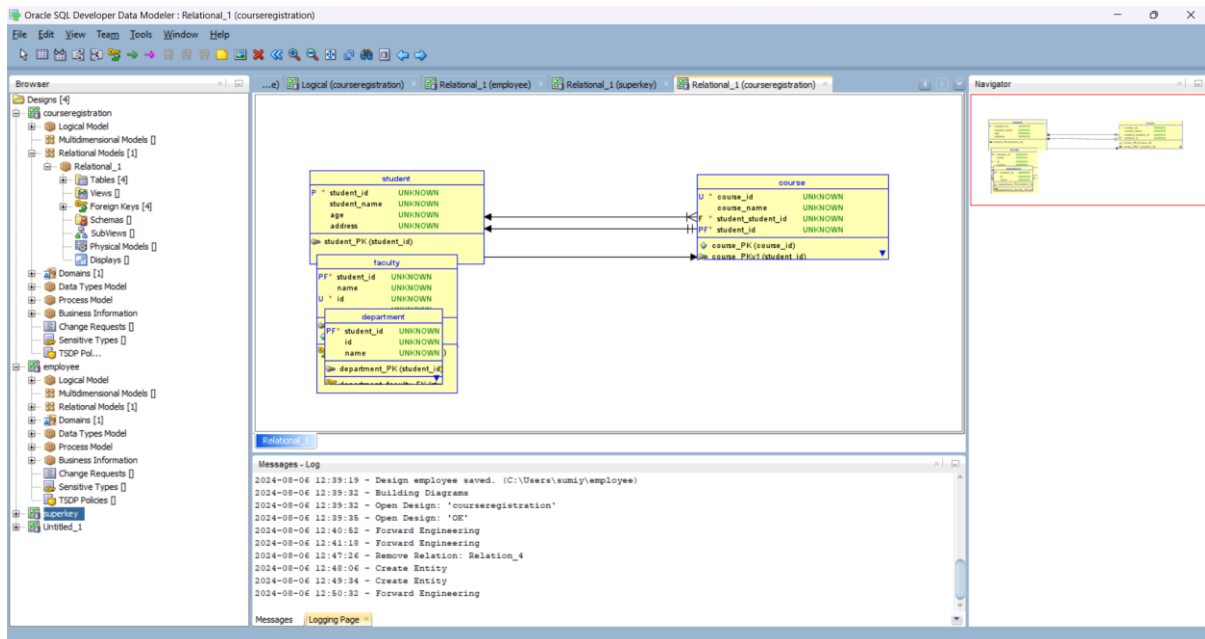 Oracle SQL Developer Data Modeler : Relational_1 (courseregistration)
File Edit View Team Tools Window Help
Browser
Designs [4]
courseregistration
Logical Model
Multidimensional Models []
Relational Models [1]
Relational_1
Tables [4]
Views []
Foreign Keys [4]
Schemas []
SubViews []
Physical Models []
Displays []
Domains [1]
Data Types Model
Process Model
Business Information
Change Requests []
Sensitive Types []
TSDP Pol...
employee
Logical Model
Multidimensional Models []
Relational Models [1]
Domains [1]
Data Types Model
Process Model
Business Information
Change Requests []
Sensitive Types []
TSDP Policies []
superkey
Untitled_1
...e) Logical (courseregistration) Relational_1 (employee) Relational_1 (superkey) Relational_1 (courseregistration)
student
P * student_id UNKNOWN
student_name UNKNOWN
age UNKNOWN
address UNKNOWN
student_PK (student_id)
course
U * course_id UNKNOWN
course_name UNKNOWN
F * student_student_id UNKNOWN
PF* student_id UNKNOWN
course_PK (course_id)
course_PKv1 (student_id)
faculty
PF* student_id UNKNOWN
name UNKNOWN
U * id UNKNOWN
department
PF* student_id UNKNOWN
id UNKNOWN
name UNKNOWN
department_PK (student_id)
Relational_1
Messages - Log
2024-08-06 12:39:19 - Design employee saved. (C:\Users\sumiy\employee)
2024-08-06 12:39:32 - Building Diagrams
2024-08-06 12:39:32 - Open Design: 'courseregistration'
2024-08-06 12:39:35 - Open Design: 'OK'
2024-08-06 12:40:52 - Forward Engineering
2024-08-06 12:41:18 - Forward Engineering
2024-08-06 12:47:26 - Remove Relation: Relation_4
2024-08-06 12:48:06 - Create Entity
2024-08-06 12:49:34 - Create Entity
2024-08-06 12:50:32 - Forward Engineering
Messages Logging Page
Navigator